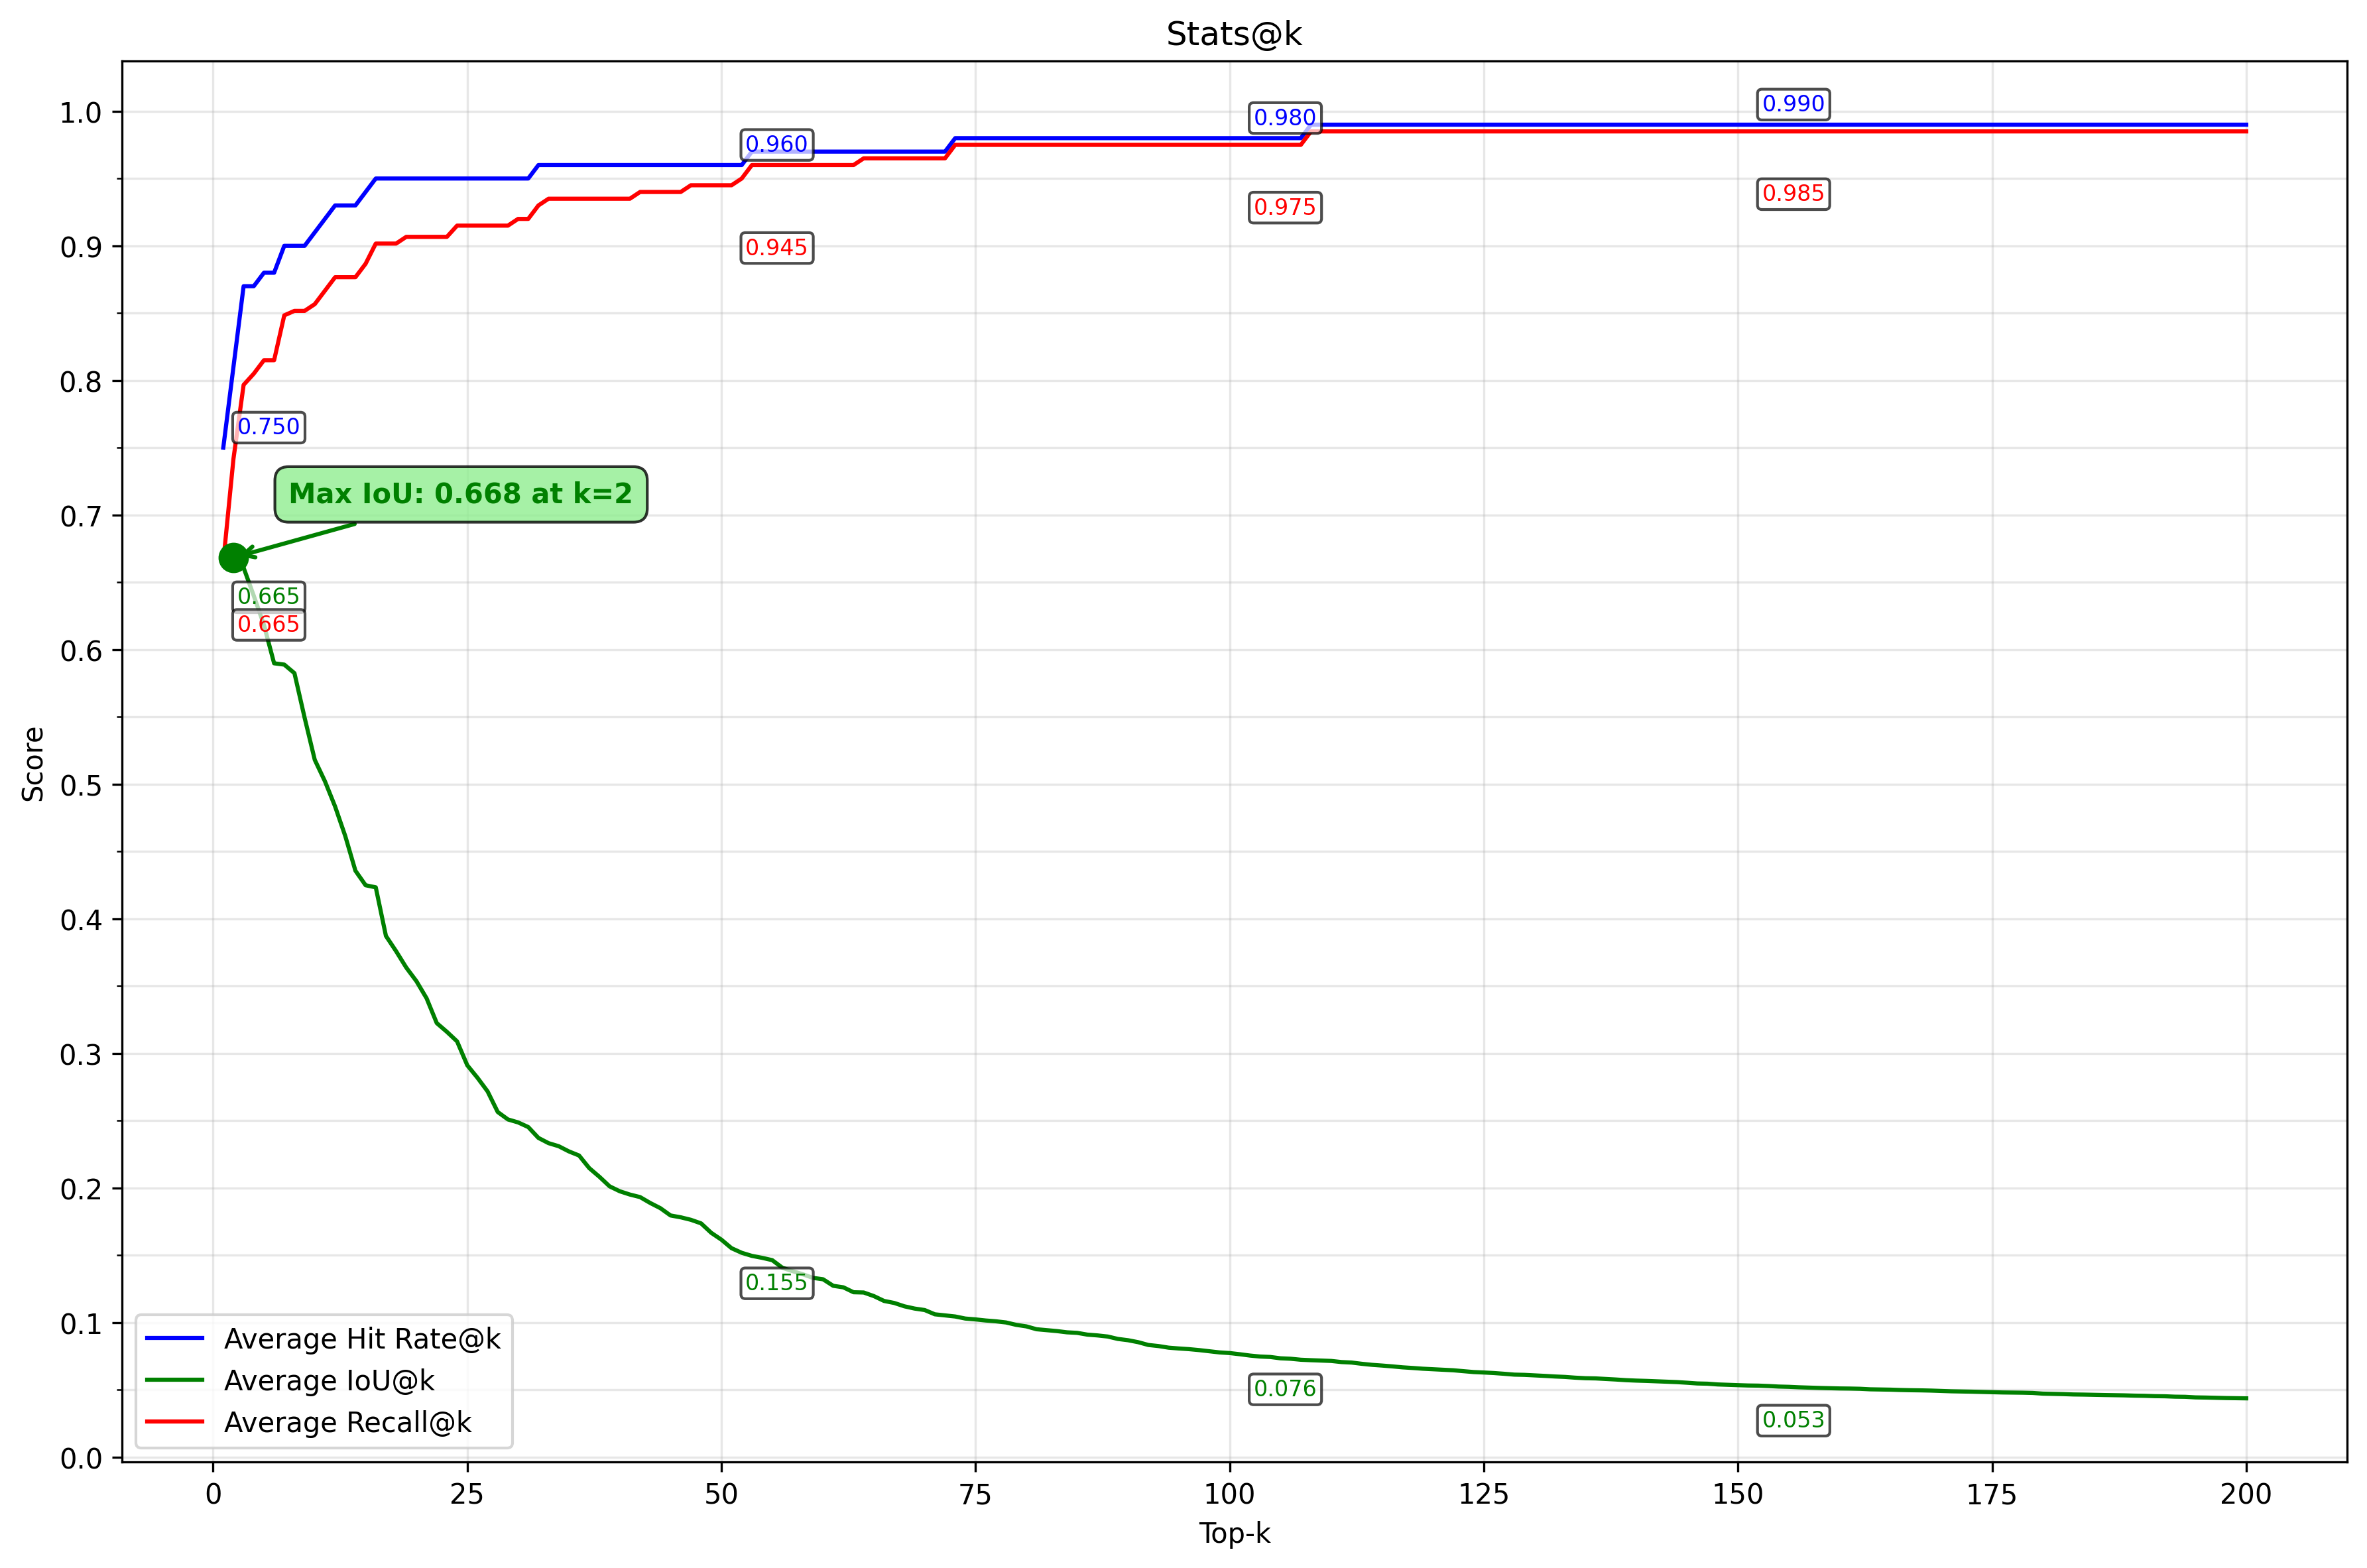 Stats@k
1.0
0.9
0.8
0.7
0.6
0.5
0.4
0.3
0.2
0.1
0.0
Score
0.960
0.980
0.990
0.945
0.975
0.985
0.750
Max IoU: 0.668 at k=2
0.665
0.665
0.155
0.076
0.053
Average Hit Rate@k
Average IoU@k
Average Recall@k
0 25 50 75 100 125 150 175 200
Top-k